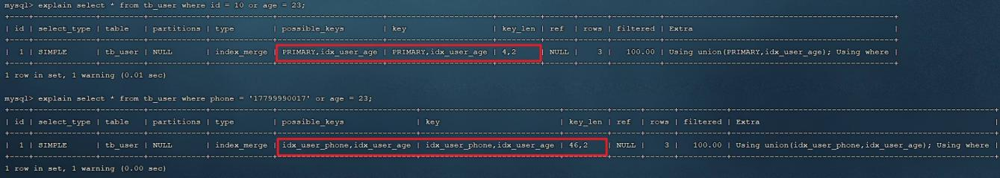 mysql> explain select * from tb_user where id = 10 or age = 23;
+----+-------------+---------+------------+-------------+----------------------+----------------------+---------+------+------+----------+------------------------------------------------+
| id | select_type | table | partitions | type | possible_keys | key | key_len | ref | rows | filtered | Extra |
+----+-------------+---------+------------+-------------+----------------------+----------------------+---------+------+------+----------+------------------------------------------------+
| 1 | SIMPLE | tb_user | NULL | index_merge | PRIMARY,idx_user_age | PRIMARY,idx_user_age | 4,2 | NULL | 3 | 100.00 | Using union(PRIMARY,idx_user_age); Using where |
+----+-------------+---------+------------+-------------+----------------------+----------------------+---------+------+------+----------+------------------------------------------------+
1 row in set, 1 warning (0.01 sec)
mysql> explain select * from tb_user where phone = '17799990017' or age = 23;
+----+-------------+---------+------------+-------------+-----------------------------+-----------------------------+---------+------+------+----------+-------------------------------------------------------+
| id | select_type | table | partitions | type | possible_keys | key | key_len | ref | rows | filtered | Extra |
+----+-------------+---------+------------+-------------+-----------------------------+-----------------------------+---------+------+------+----------+-------------------------------------------------------+
| 1 | SIMPLE | tb_user | NULL | index_merge | idx_user_phone,idx_user_age | idx_user_phone,idx_user_age | 46,2 | NULL | 3 | 100.00 | Using union(idx_user_phone,idx_user_age); Using where |
+----+-------------+---------+------------+-------------+-----------------------------+-----------------------------+---------+------+------+----------+-------------------------------------------------------+
1 row in set, 1 warning (0.00 sec)